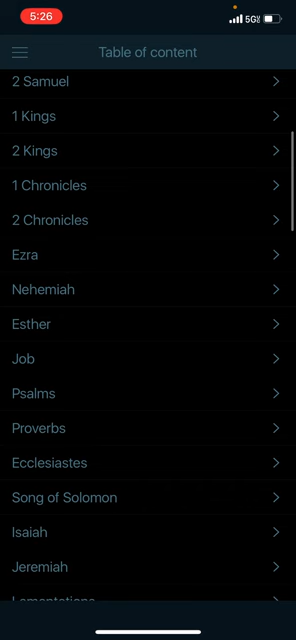 5:26
5G
Table of content
2 Samuel
1 Kings
2 Kings
1 Chronicles
2 Chronicles
Ezra
Nehemiah
Esther
Job
Psalms
Proverbs
Ecclesiastes
Song of Solomon
Isaiah
Jeremiah
Lamentations